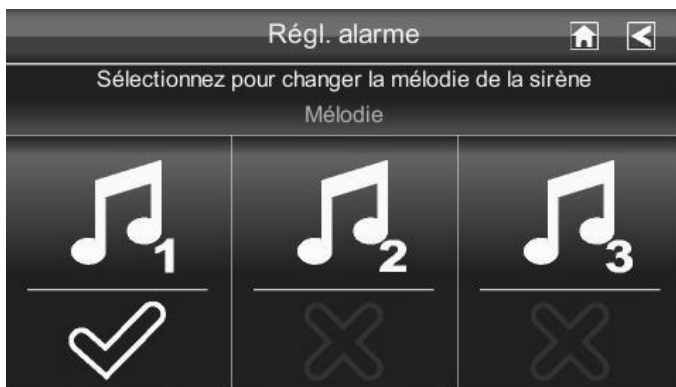 Régl. alarme
Sélectionnez pour changer la mélodie de la sirène
Mélodie
1 2 3